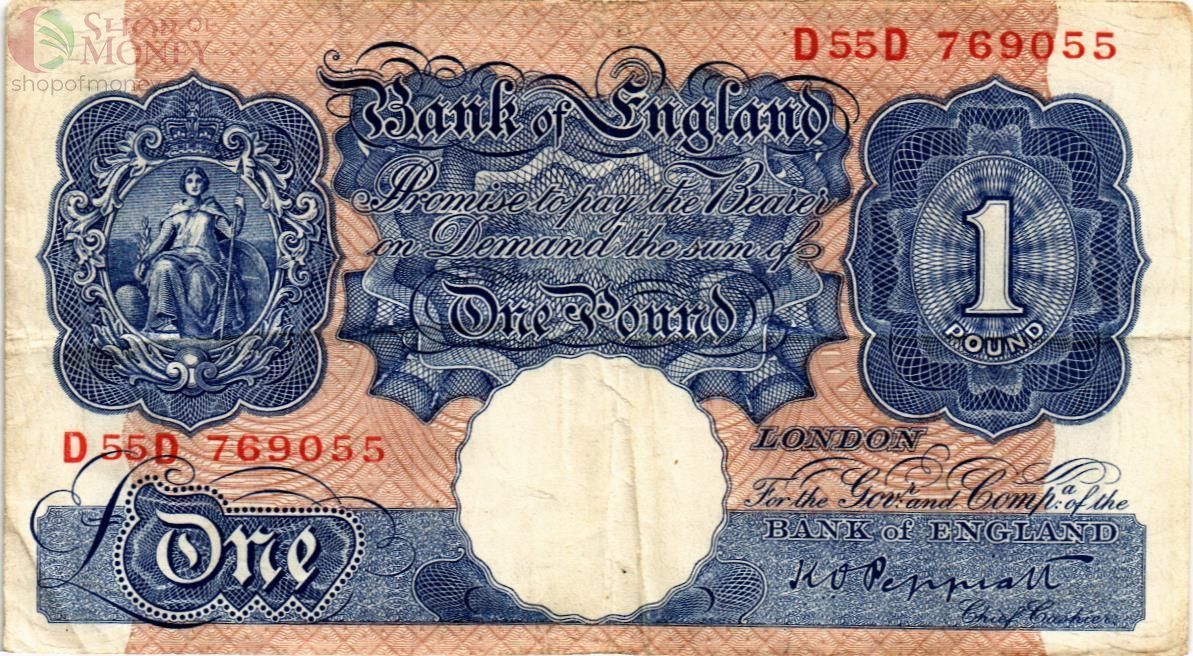 SHOP OF
MONEY
shopofmoney
D55D 769055
Bank of England
Promise to pay the Bearer
on Demand the sum of
One Pound
1
POUND
D55D 769055
LONDON
For the Govr. and Compa. of the
BANK of ENGLAND
K O Peppiatt
Chief Cashier
£One